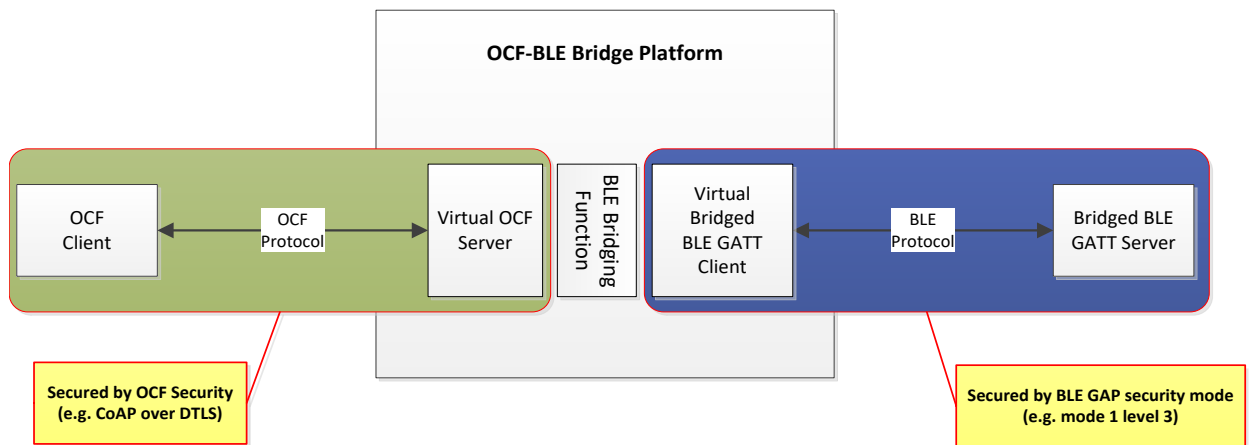 OCF-BLE Bridge Platform
OCF
Client
OCF
Protocol
Virtual OCF
Server
BLE Bridging
Function
Virtual
Bridged
BLE GATT
Client
BLE
Protocol
Bridged BLE
GATT Server
Secured by OCF Security
(e.g. CoAP over DTLS)
Secured by BLE GAP security mode
(e.g. mode 1 level 3)